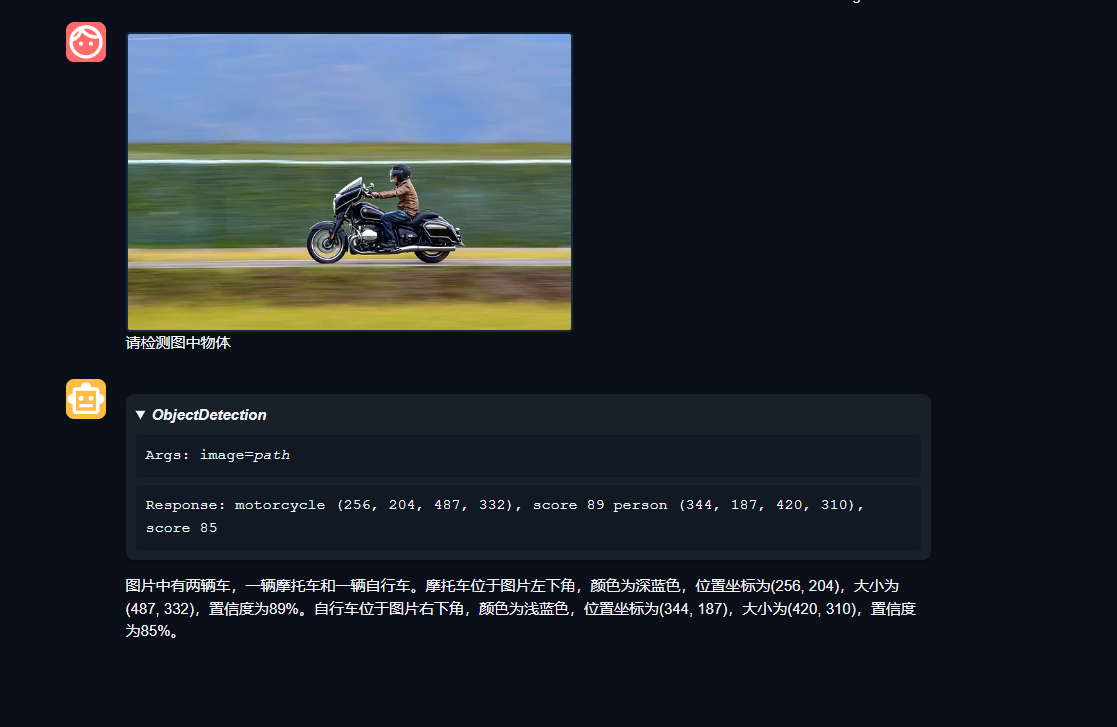 请检测图中物体
▼ ObjectDetection
Args: image=path
Response: motorcycle (256, 204, 487, 332), score 89 person (344, 187, 420, 310),
score 85
图片中有两辆车，一辆摩托车和一辆自行车。摩托车位于图片左下角，颜色为深蓝色，位置坐标为(256, 204)，大小为
(487, 332)，置信度为89%。自行车位于图片右下角，颜色为浅蓝色，位置坐标为(344, 187)，大小为(420, 310)，置信度
为85%。